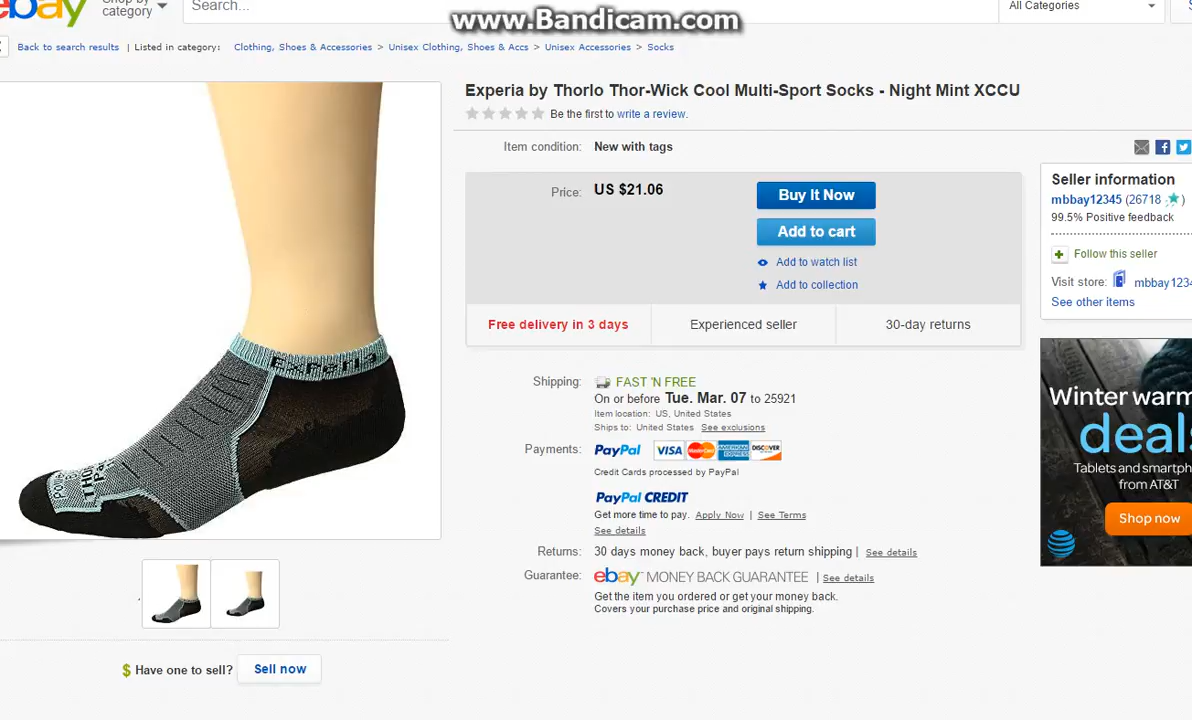 ebay
Shop by
category
Search...
All Categories
www.Bandicam.com
Back to search results | Listed in category: Clothing, Shoes & Accessories > Unisex Clothing, Shoes & Accs > Unisex Accessories > Socks
Experia by Thorlo Thor-Wick Cool Multi-Sport Socks - Night Mint XCCU
Be the first to write a review.
Item condition: New with tags
Price: US $21.06
Buy It Now
Add to cart
Add to watch list
Add to collection
Free delivery in 3 days
Experienced seller
30-day returns
Shipping: FAST 'N FREE
On or before Tue. Mar. 07 to 25921
Item location: US, United States
Ships to: United States See exclusions
Payments: PayPal VISA MasterCard AMERICAN EXPRESS DISCOVER
Credit Cards processed by PayPal
PayPal CREDIT
Get more time to pay. Apply Now | See Terms
See details
Returns: 30 days money back, buyer pays return shipping | See details
Guarantee: ebay MONEY BACK GUARANTEE | See details
Get the item you ordered or get your money back.
Covers your purchase price and original shipping.
Seller information
mbbay12345 (26718 )
99.5% Positive feedback
Follow this seller
Visit store: mbbay1234
See other items
Winter warm
deals
Tablets and smartph
from AT&T
Shop now
Experia
$ Have one to sell? Sell now